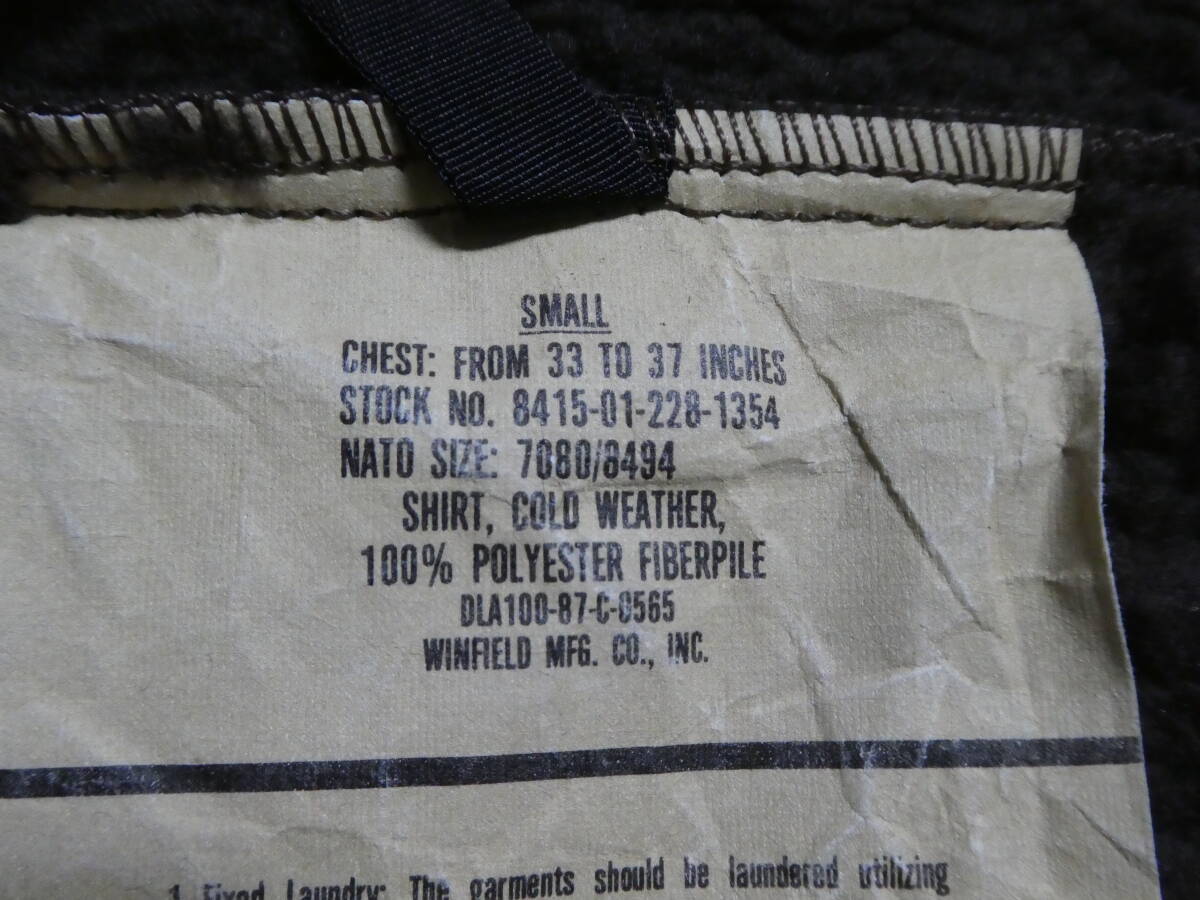 SMALL
CHEST: FROM 33 TO 37 INCHES
STOCK NO. 8415-01-228-1354
NATO SIZE: 7080/8494
SHIRT, COLD WEATHER,
100% POLYESTER FIBERPILE
DLA100-87-C-0565
WINFIELD MFG. CO., INC.
1 Fixed Laundry: The garments should be laundered utilizing